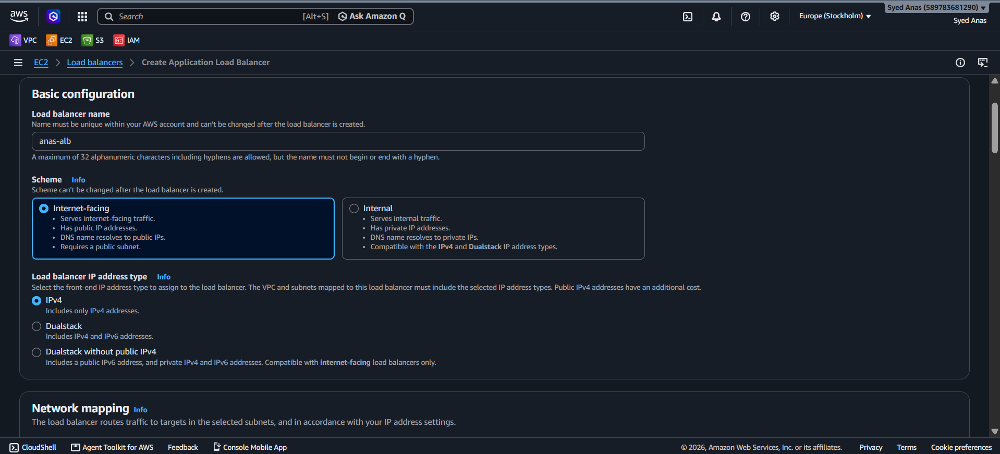 aws
Search [Alt+S] Ask Amazon Q
Europe (Stockholm)
Syed Anas (589783681290)
Syed Anas
VPC EC2 S3 IAM
EC2 Load balancers Create Application Load Balancer
Basic configuration
Load balancer name
Name must be unique within your AWS account and can't be changed after the load balancer is created.
anas-alb
A maximum of 32 alphanumeric characters including hyphens are allowed, but the name must not begin or end with a hyphen.
Scheme Info
Scheme can't be changed after the load balancer is created.
Internet-facing
• Serves internet-facing traffic.
• Has public IP addresses.
• DNS name resolves to public IPs.
• Requires a public subnet.
Internal
• Serves internal traffic.
• Has private IP addresses.
• DNS name resolves to private IPs.
• Compatible with the IPv4 and Dualstack IP address types.
Load balancer IP address type Info
Select the front-end IP address type to assign to the load balancer. The VPC and subnets mapped to this load balancer must include the selected IP address types. Public IPv4 addresses have an additional cost.
IPv4
Includes only IPv4 addresses.
Dualstack
Includes IPv4 and IPv6 addresses.
Dualstack without public IPv4
Includes a public IPv6 address, and private IPv4 and IPv6 addresses. Compatible with internet-facing load balancers only.
Network mapping Info
The load balancer routes traffic to targets in the selected subnets, and in accordance with your IP address settings.
CloudShell Agent Toolkit for AWS Feedback Console Mobile App © 2026, Amazon Web Services, Inc. or its affiliates. Privacy Terms Cookie preferences